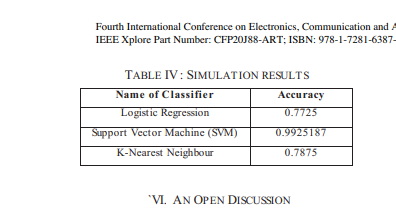 Fourth International Conference on Electronics, Communication and
IEEE Xplore Part Number: CFP20J88-ART; ISBN: 978-1-7281-6387-
TABLE IV: SIMULATION RESULTS
Name of Classifier Accuracy
Logistic Regression 0.7725
Support Vector Machine (SVM) 0.9925187
K-Nearest Neighbour 0.7875
VI. AN OPEN DISCUSSION